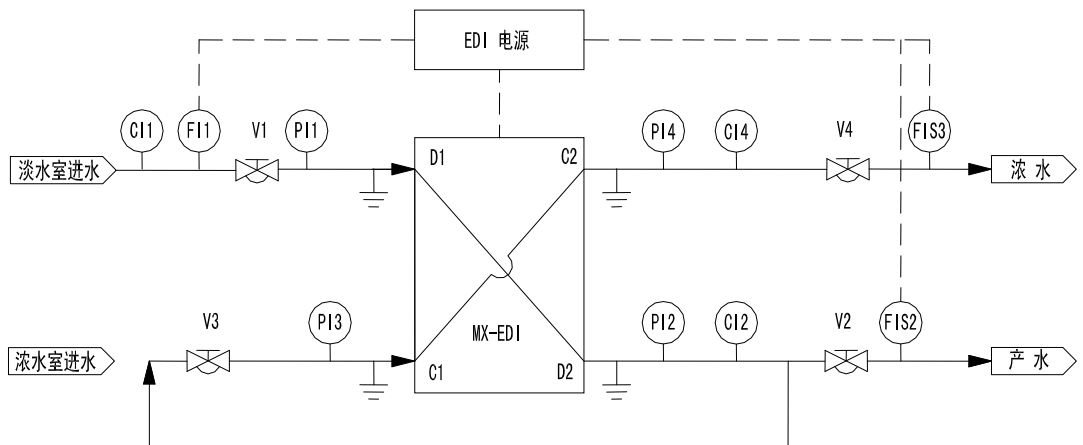 EDI 电源
CI1
FI1
V1
PI1
PI4
CI4
V4
FIS3
淡水室进水
D1
C2
浓 水
V3
PI3
MX-EDI
PI2
CI2
V2
FIS2
浓水室进水
C1
D2
产 水